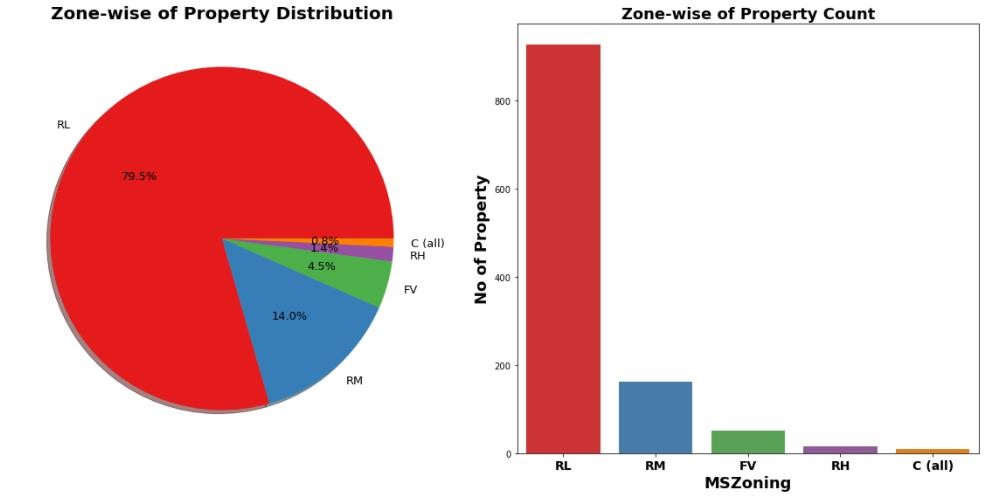 Zone-wise of Property Distribution
RL
79.5%
0.8%
C (all)
1.4%
RH
4.5%
FV
14.0%
RM
Zone-wise of Property Count
No of Property
800
600
400
200
0
RL RM FV RH C (all)
MSZoning